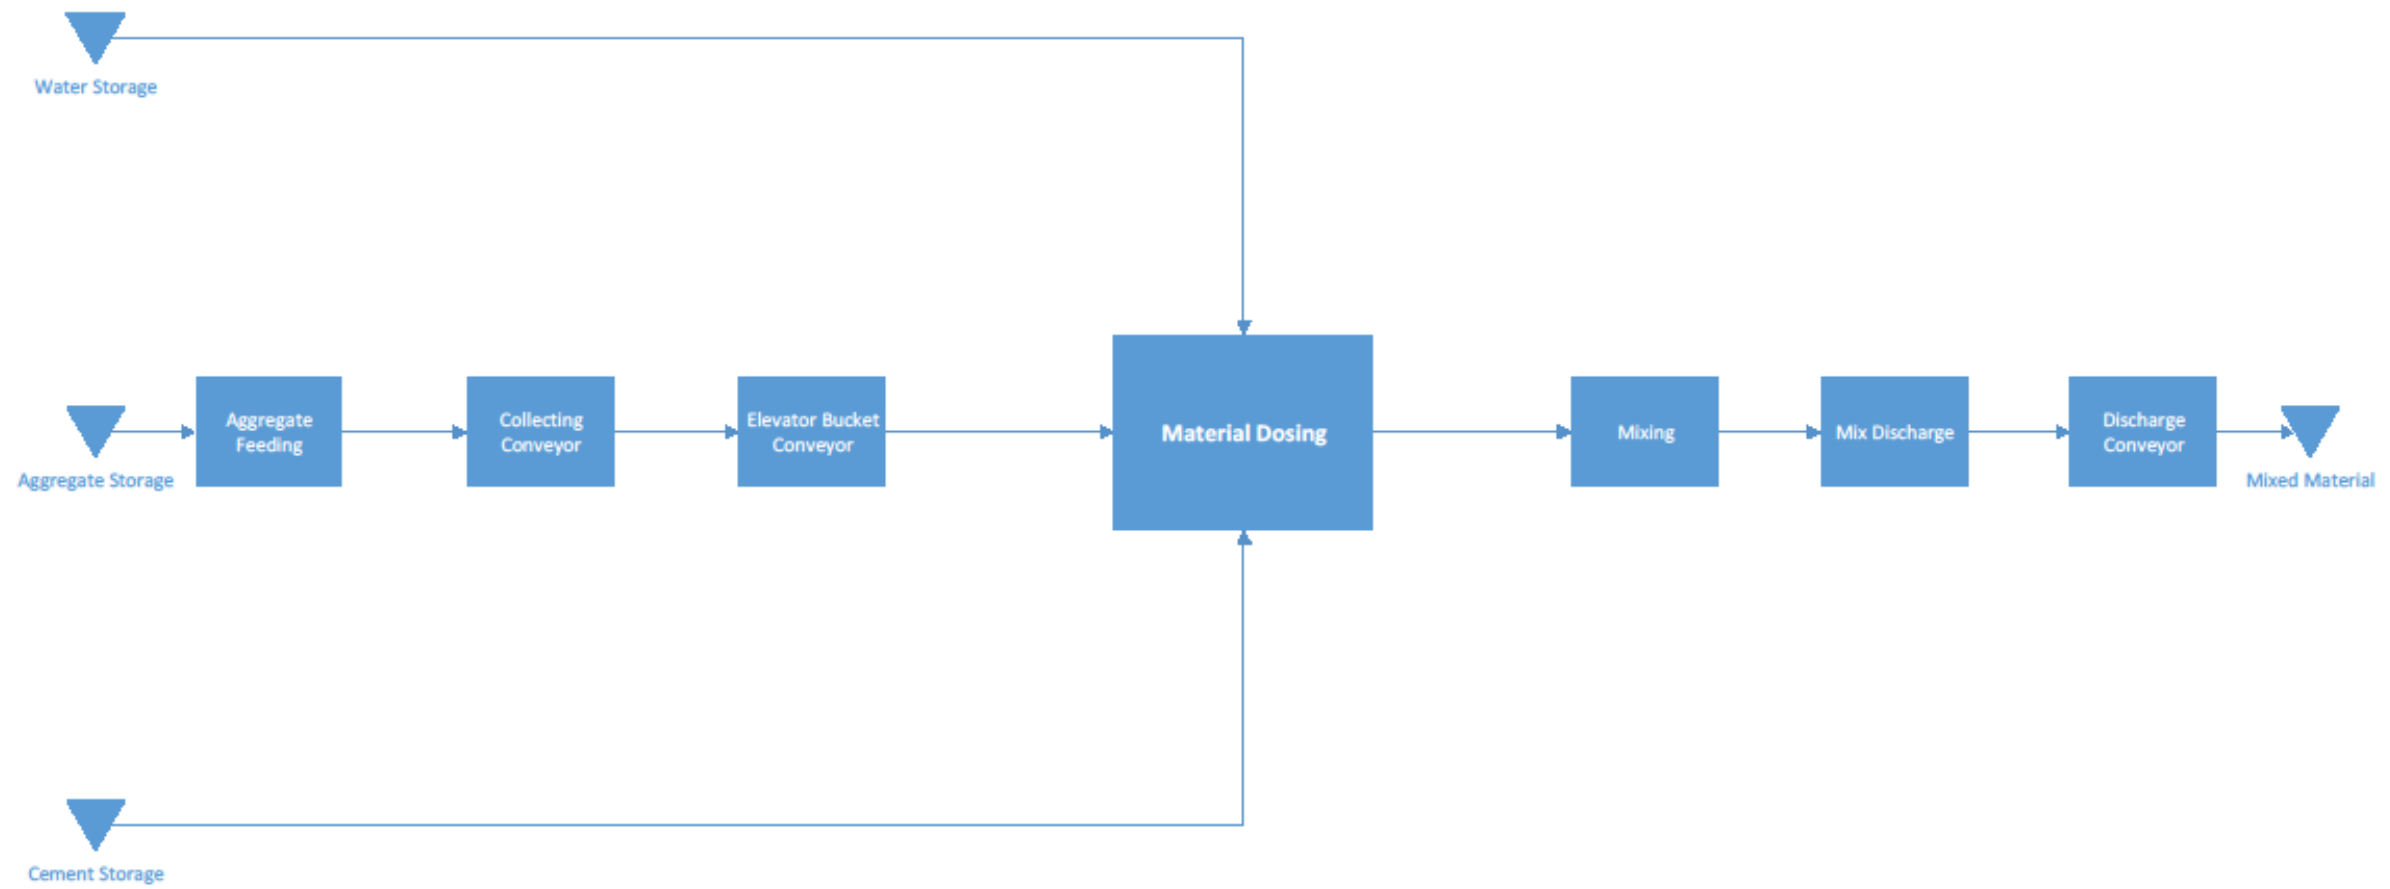 Water Storage
Aggregate
Feeding
Collecting
Conveyor
Elevator Bucket
Conveyor
Material Dosing
Mixing
Mix Discharge
Discharge
Conveyor
Aggregate Storage
Mixed Material
Cement Storage